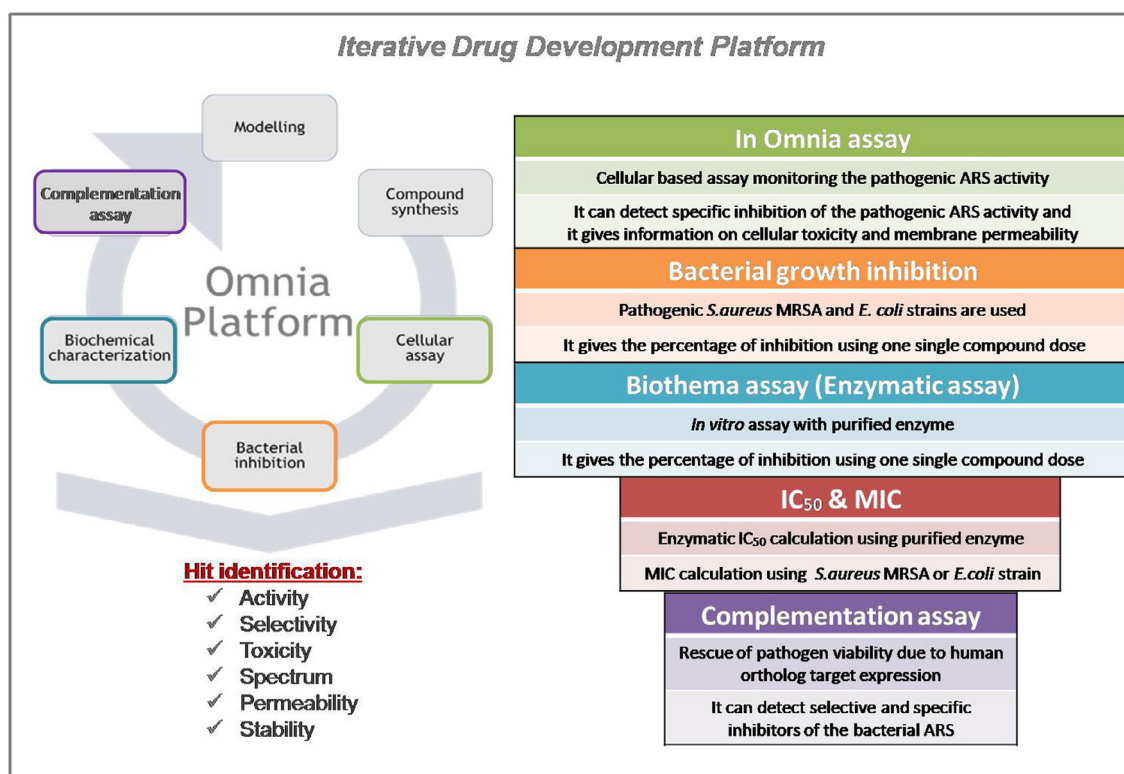 Iterative Drug Development Platform
Modelling
Complementation
assay
Compound
synthesis
Omnia
Platform
Biochemical
characterization
Cellular
assay
Bacterial
inhibition
Hit identification:
✓ Activity
✓ Selectivity
✓ Toxicity
✓ Spectrum
✓ Permeability
✓ Stability
In Omnia assay
Cellular based assay monitoring the pathogenic ARS activity
It can detect specific inhibition of the pathogenic ARS activity and
it gives information on cellular toxicity and membrane permeability
Bacterial growth inhibition
Pathogenic S.aureus MRSA and E. coli strains are used
It gives the percentage of inhibition using one single compound dose
Biothema assay (Enzymatic assay)
In vitro assay with purified enzyme
It gives the percentage of inhibition using one single compound dose
IC₅₀ & MIC
Enzymatic IC₅₀ calculation using purified enzyme
MIC calculation using S.aureus MRSA or E.coli strain
Complementation assay
Rescue of pathogen viability due to human
ortholog target expression
It can detect selective and specific
inhibitors of the bacterial ARS